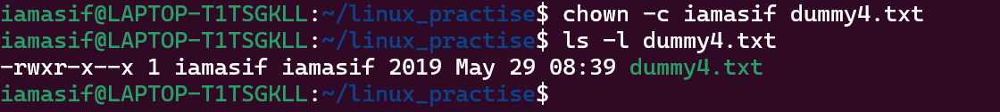 iamasif@LAPTOP-T1TSGKLL:~/linux_practise$ chown -c iamasif dummy4.txt
iamasif@LAPTOP-T1TSGKLL:~/linux_practise$ ls -l dummy4.txt
-rwxr-x--x 1 iamasif iamasif 2019 May 29 08:39 dummy4.txt
iamasif@LAPTOP-T1TSGKLL:~/linux_practise$